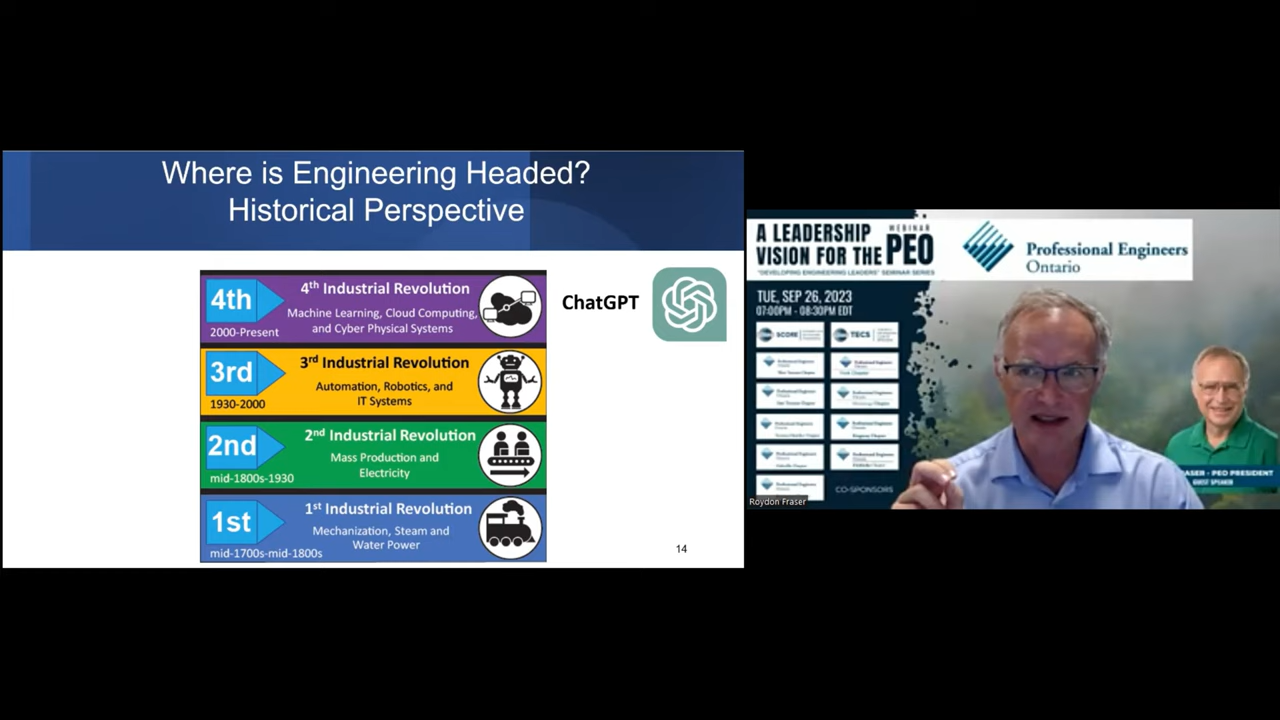 Where is Engineering Headed?
Historical Perspective
4th
4th Industrial Revolution
Machine Learning, Cloud Computing,
and Cyber Physical Systems
2000-Present
ChatGPT
3rd
3rd Industrial Revolution
Automation, Robotics, and
IT Systems
1930-2000
2nd
2nd Industrial Revolution
Mass Production and
Electricity
mid-1800s-1930
1st
1st Industrial Revolution
Mechanization, Steam and
Water Power
mid-1700s-mid-1800s
14
WEBINAR
A LEADERSHIP
VISION FOR THE PEO
"DEVELOPING ENGINEERING LEADERS" SEMINAR SERIES
Professional Engineers
Ontario
TUE, SEP 26, 2023
07:00PM - 08:30PM EDT
SCORE
TECS
CO-SPONSORS
ASER - PEO PRESIDENT
GUEST SPEAKER
Roydon Fraser